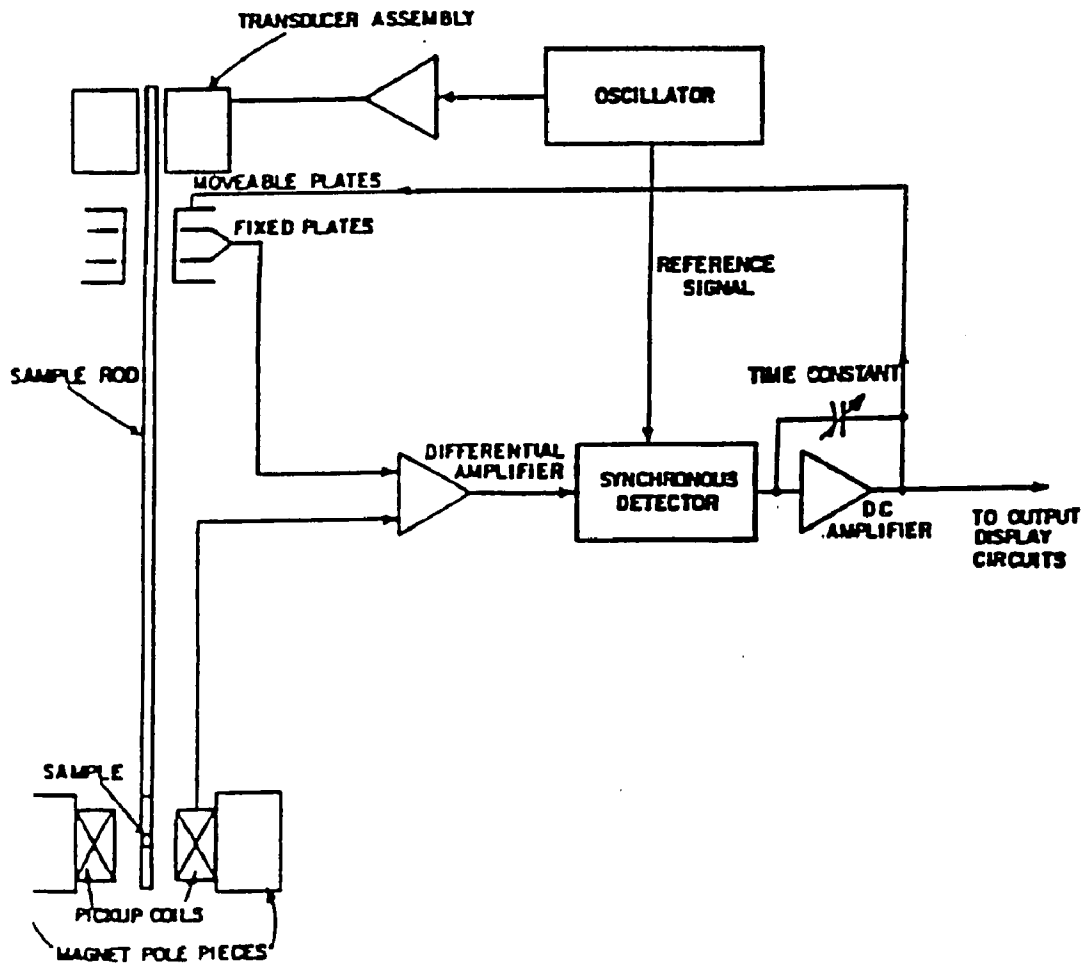 TRANSDUCER ASSEMBLY
OSCILLATOR
MOVEABLE PLATES
FIXED PLATES
REFERENCE
SIGNAL
SAMPLE ROD
TIME CONSTANT
DIFFERENTIAL
AMPLIFIER
SYNCHRONOUS
DETECTOR
DC
AMPLIFIER
TO OUTPUT
DISPLAY
CIRCUITS
SAMPLE
PICKUP COILS
MAGNET POLE PIECES